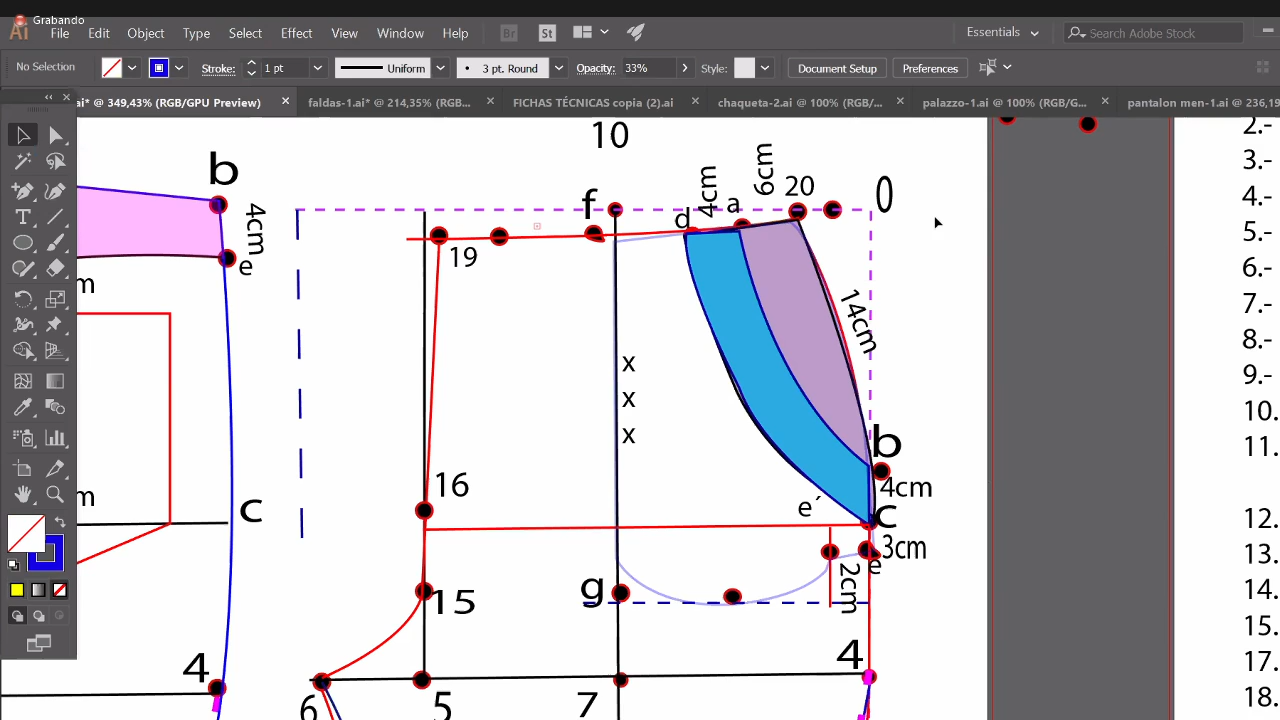 Grabando
Ai File Edit Object Type Select Effect View Window Help Br St Essentials Search Adobe Stock
No Selection Stroke: 1 pt Uniform 3 pt. Round Opacity: 33% Style: Document Setup Preferences
ai* @ 349,43% (RGB/GPU Preview) faldas-1.ai* @ 214,35% (RGB... FICHAS TÉCNICAS copia (2).ai chaqueta-2.ai @ 100% (RGB/... palazzo-1.ai @ 100% (RGB/G... pantalon men-1.ai @ 236,19
10
b
4cm
e
c
4
f
d
4cm
a
6cm
20
0
19
14cm
x
x
x
16
b
4cm
e´
c
3cm
e
2cm
g
15
4
6
5
7
2.-
3.-
4.-
5.-
6.-
7.-
8.-
9.-
10.
11.
12.
13.
14.
15.
17.
18.